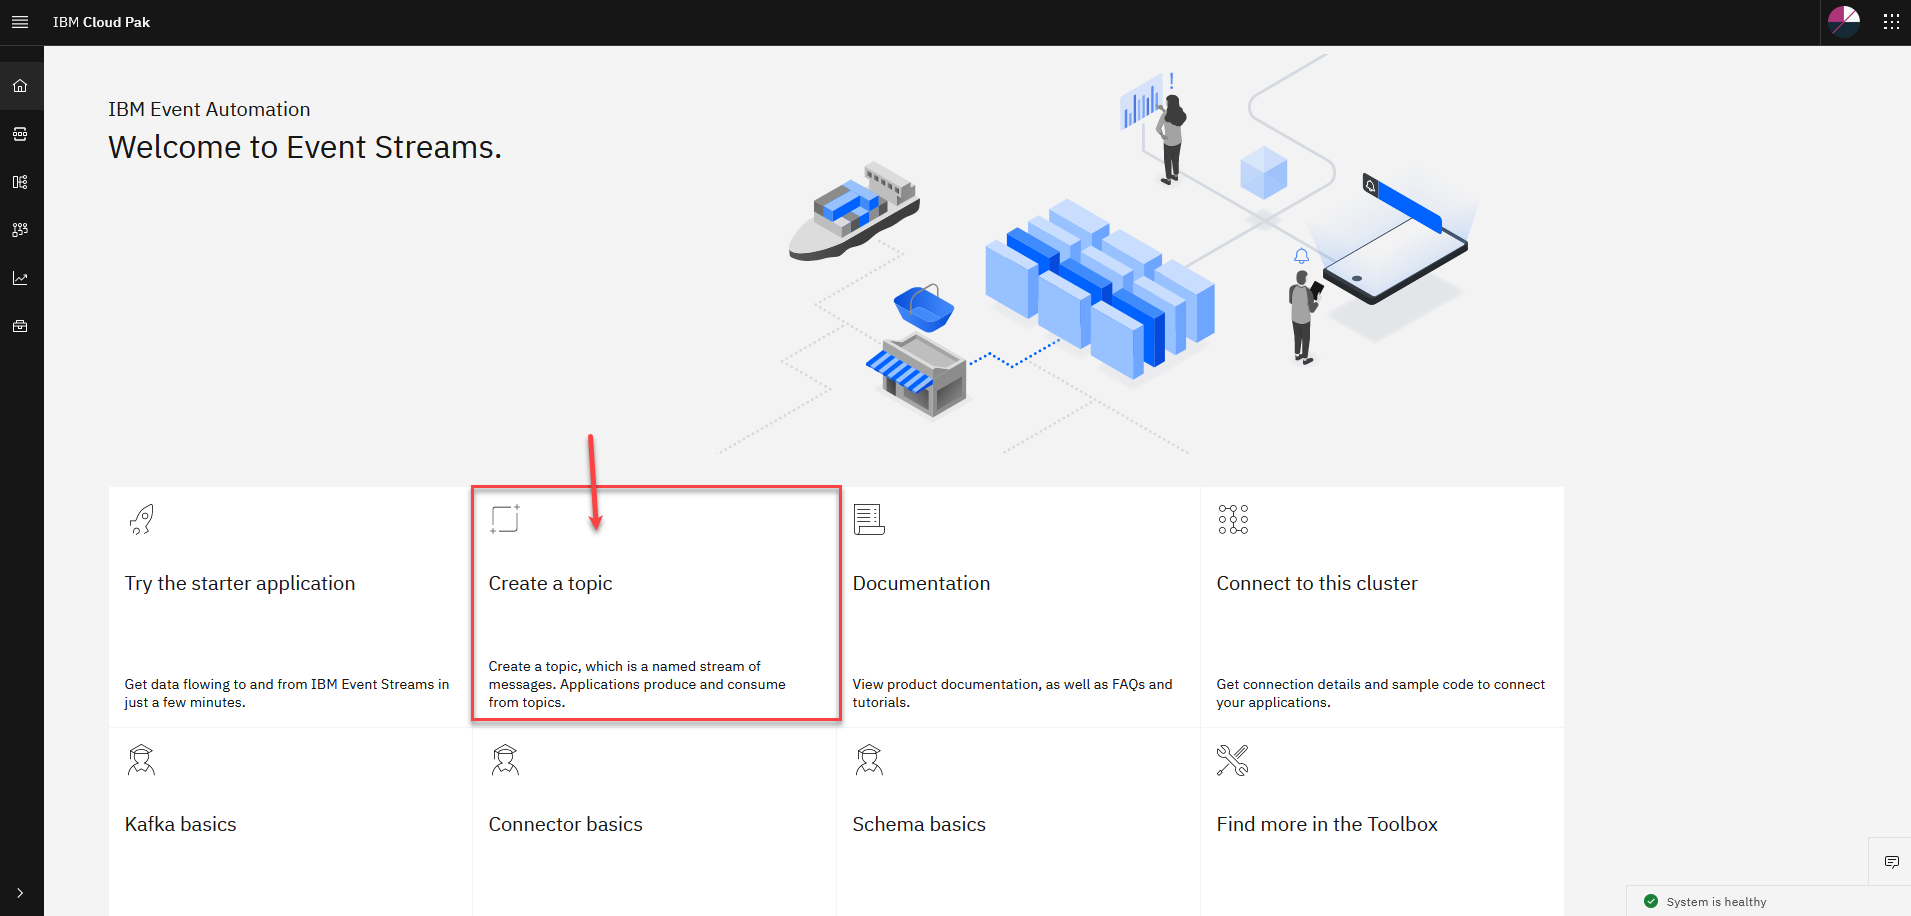 IBM Cloud Pak
IBM Event Automation
Welcome to Event Streams.
Try the starter application
Get data flowing to and from IBM Event Streams in
just a few minutes.
Create a topic
Create a topic, which is a named stream of
messages. Applications produce and consume
from topics.
Documentation
View product documentation, as well as FAQs and
tutorials.
Connect to this cluster
Get connection details and sample code to connect
your applications.
Kafka basics
Connector basics
Schema basics
Find more in the Toolbox
System is healthy